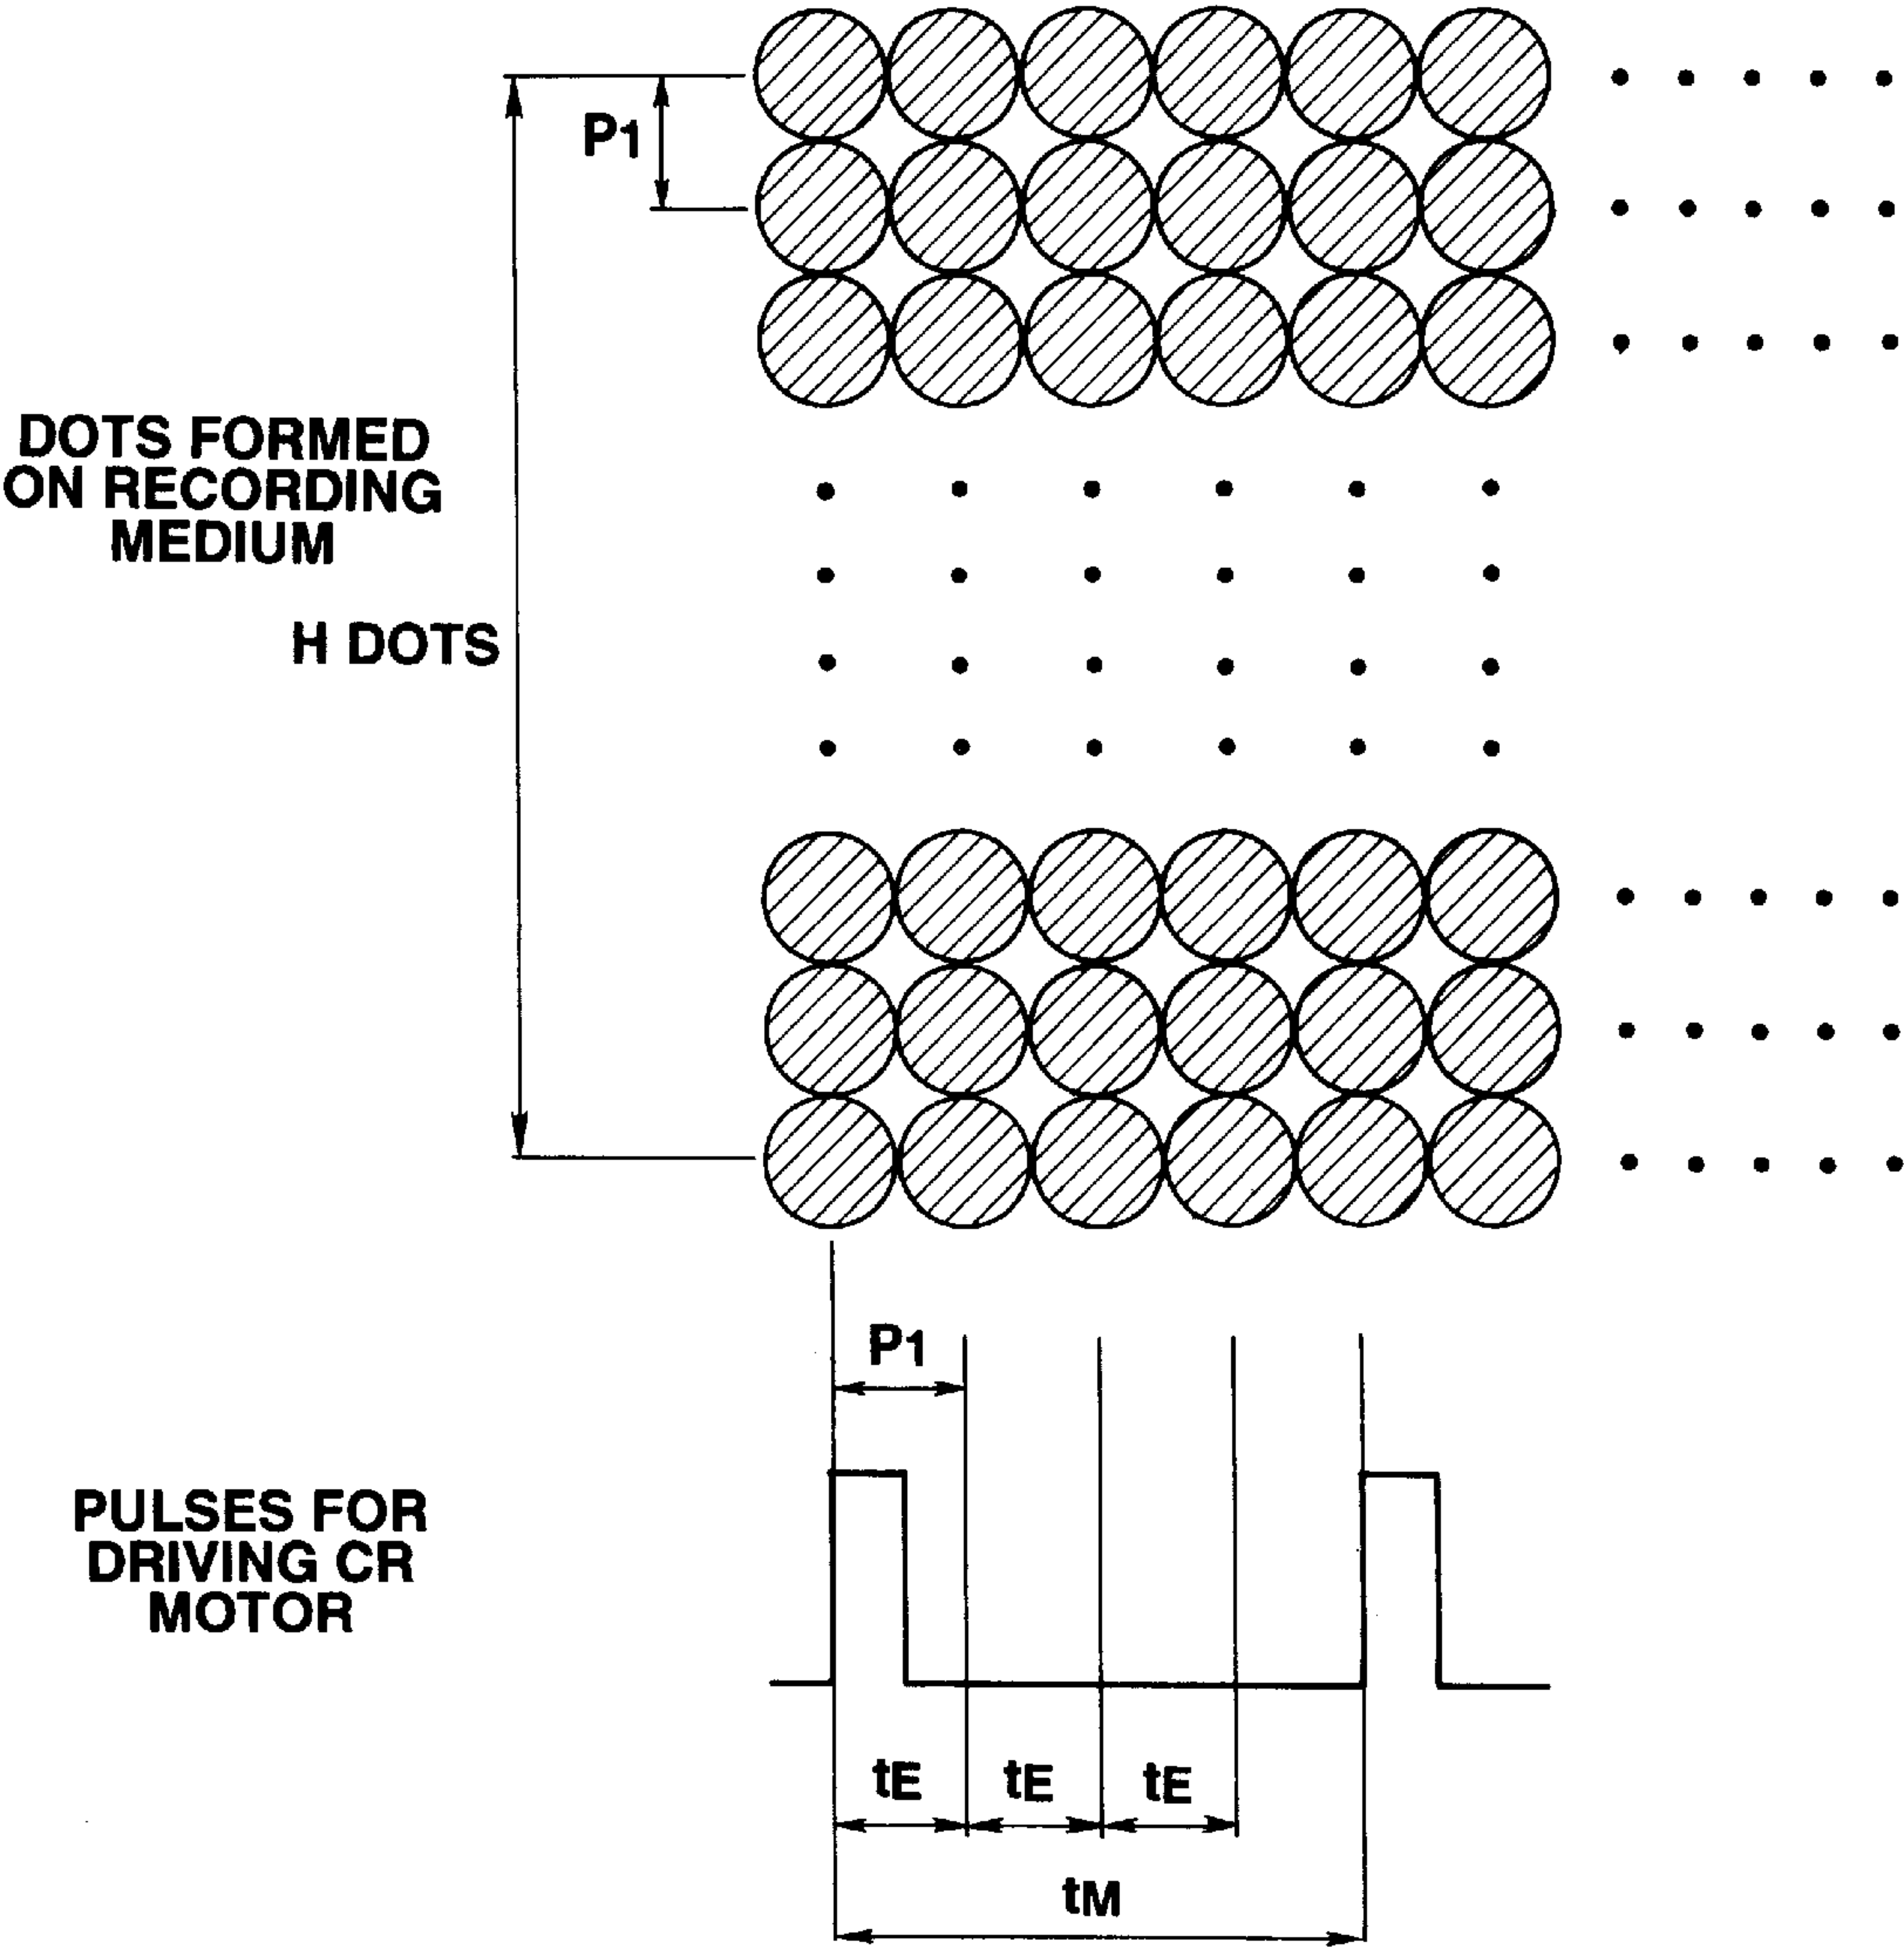 P1
DOTS FORMED
ON RECORDING
MEDIUM
H DOTS
P1
PULSES FOR
DRIVING CR
MOTOR
tE tE tE
tM